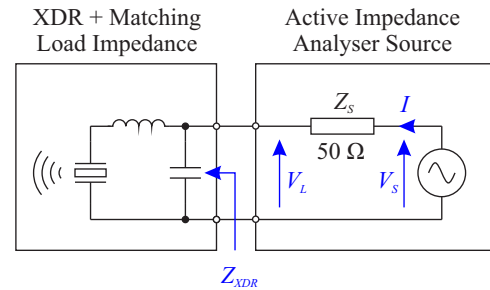 XDR + Matching
Load Impedance
Active Impedance
Analyser Source
Z_S
I
50 Ω
V_L
V_S
Z_XDR